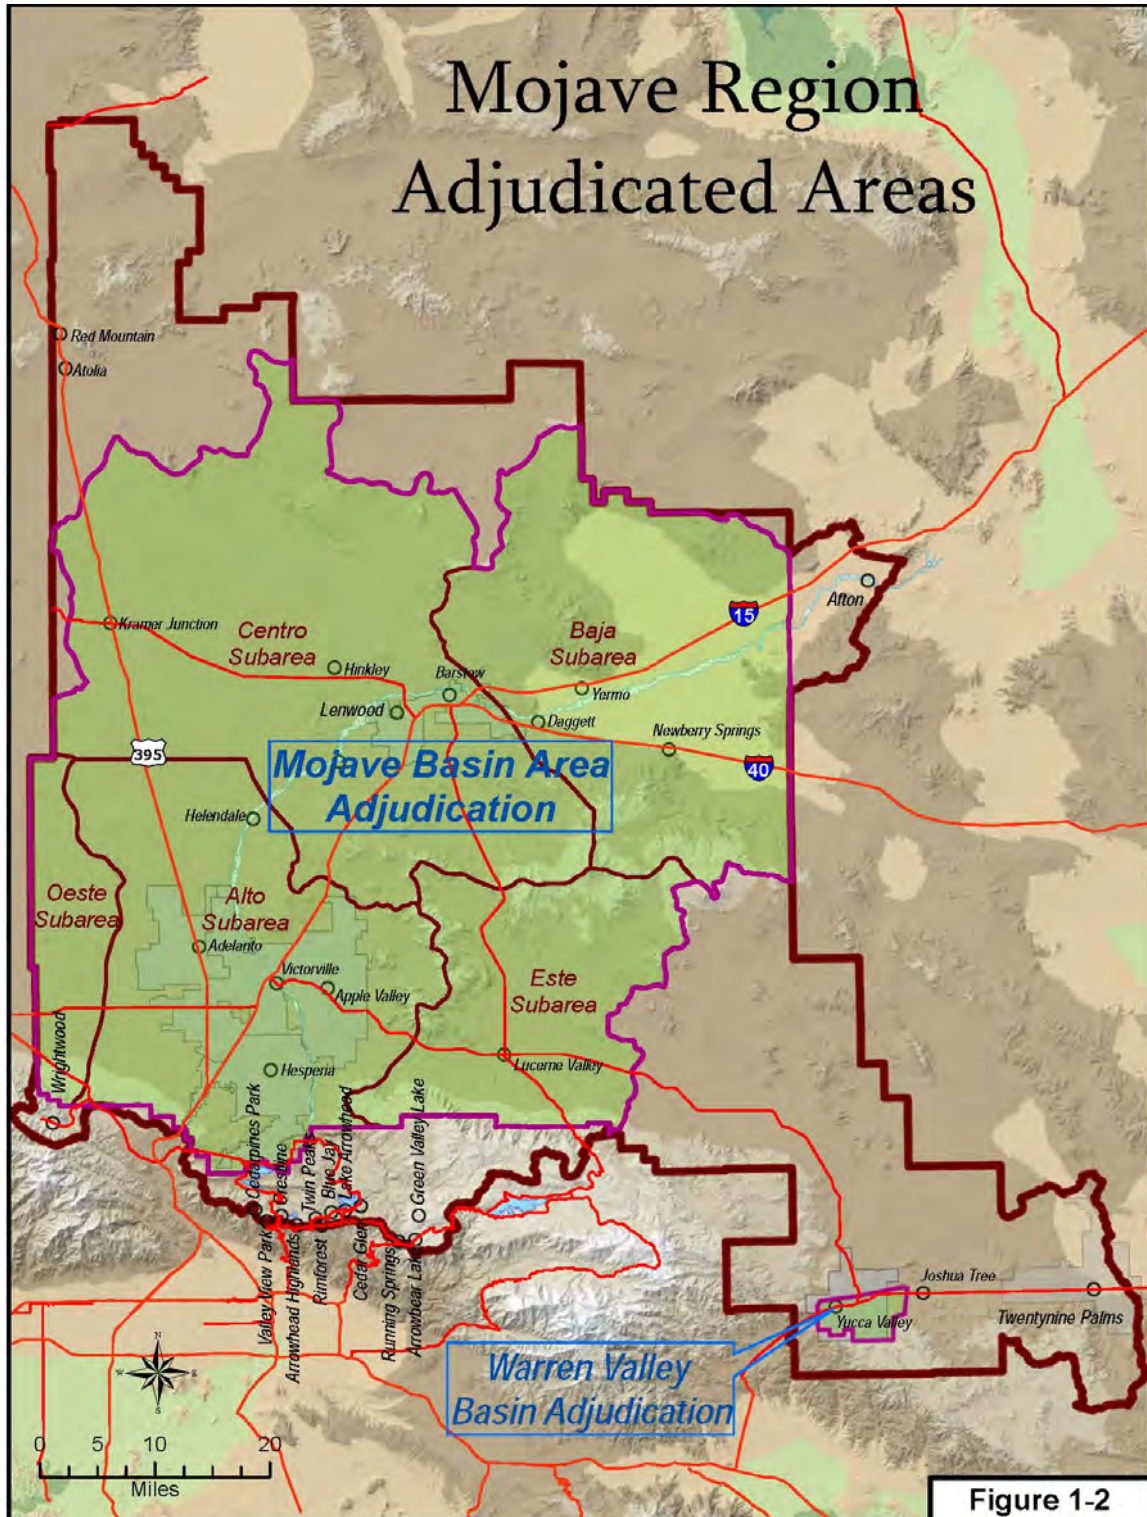 Mojave Region
Adjudicated Areas
Red Mountain
Atolia
Afton
15
Kramer Junction
Centro
Subarea
Baja
Subarea
Hinkley
Barstow
Yermo
Lenwood
Daggett
Newberry Springs
395
40
Mojave Basin Area
Adjudication
Helendale
Oeste
Subarea
Alto
Subarea
Adelanto
Victorville
Apple Valley
Este
Subarea
Wrightwood
Hesperia
Lucerne Valley
Cedarpines Park
Crestline
Twin Peaks
Blue Jay
Lake Arrowhead
Green Valley Lake
Valley View Park
Arrowhead Highlands
Rimforest
Cedar Glen
Running Springs
Arrowbear Lake
Joshua Tree
Yucca Valley
Twentynine Palms
Warren Valley
Basin Adjudication
N
W
E
S
0 5 10 20
Miles
Figure 1-2